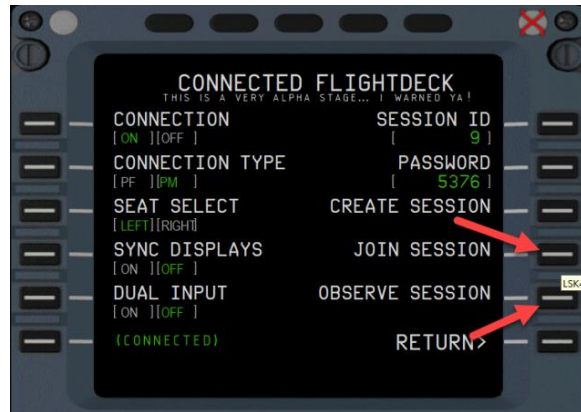 CONNECTED FLIGHTDECK
THIS IS A VERY ALPHA STAGE... I WARNED YA!
CONNECTION SESSION ID
[ ON ][OFF ] [ 9 ]
CONNECTION TYPE PASSWORD
[ PF ][PM ] [ 5376 ]
SEAT SELECT CREATE SESSION
[ LEFT][RIGHT]
SYNC DISPLAYS JOIN SESSION
[ ON ][OFF ]
DUAL INPUT OBSERVE SESSION
[ ON ][OFF ]
(CONNECTED) RETURN>